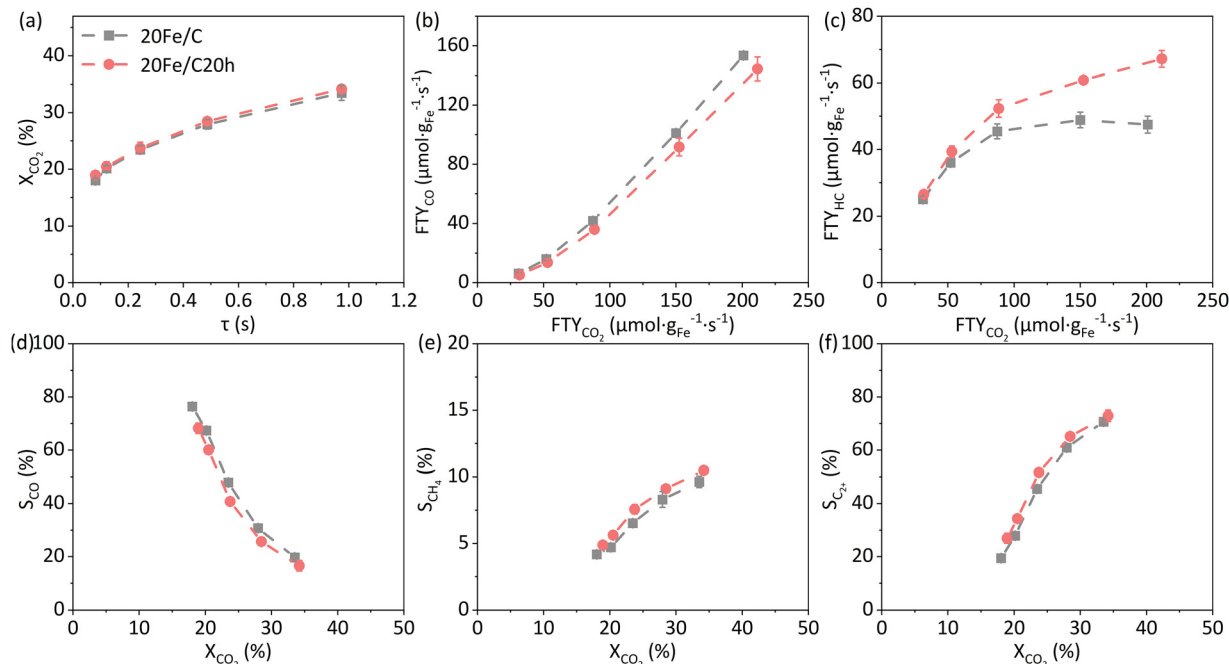 (a)
20Fe/C
20Fe/C20h
X_CO₂ (%)
40
30
20
10
0
0.0 0.2 0.4 0.6 0.8 1.0 1.2
τ (s)
(b)
FTY_CO (μmol·g_Fe⁻¹·s⁻¹)
160
120
80
40
0
0 50 100 150 200 250
FTY_CO₂ (μmol·g_Fe⁻¹·s⁻¹)
(c)
FTY_HC (μmol·g_Fe⁻¹·s⁻¹)
80
60
40
20
0
0 50 100 150 200 250
FTY_CO₂ (μmol·g_Fe⁻¹·s⁻¹)
(d)
S_CO (%)
100
80
60
40
20
0
0 10 20 30 40 50
X_CO₂ (%)
(e)
S_CH₄ (%)
20
15
10
5
0
0 10 20 30 40 50
X_CO₂ (%)
(f)
S_C₂₊ (%)
100
80
60
40
20
0
0 10 20 30 40 50
X_CO₂ (%)